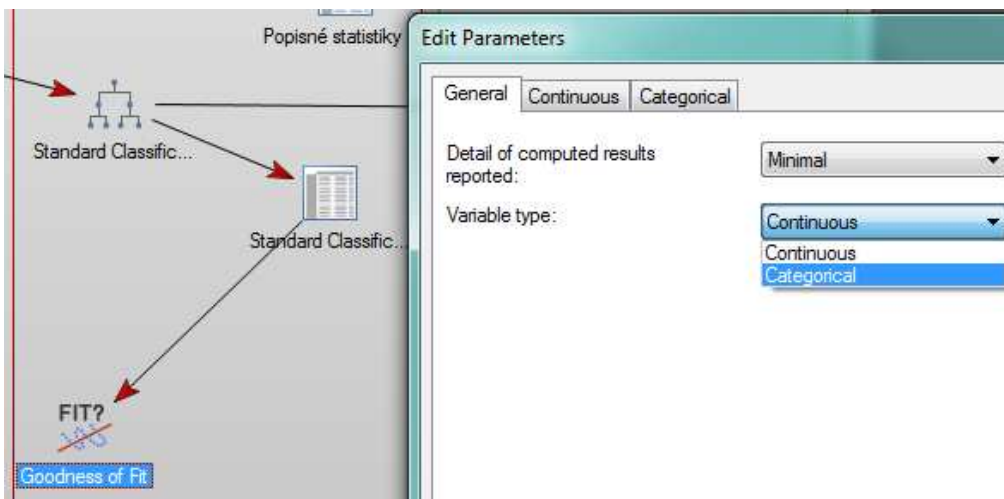 Popisné statistiky
Edit Parameters
General
Continuous
Categorical
Standard Classific...
Detail of computed results
reported:
Minimal
Variable type:
Continuous
Continuous
Categorical
Standard Classific...
FIT?
Goodness of Fit